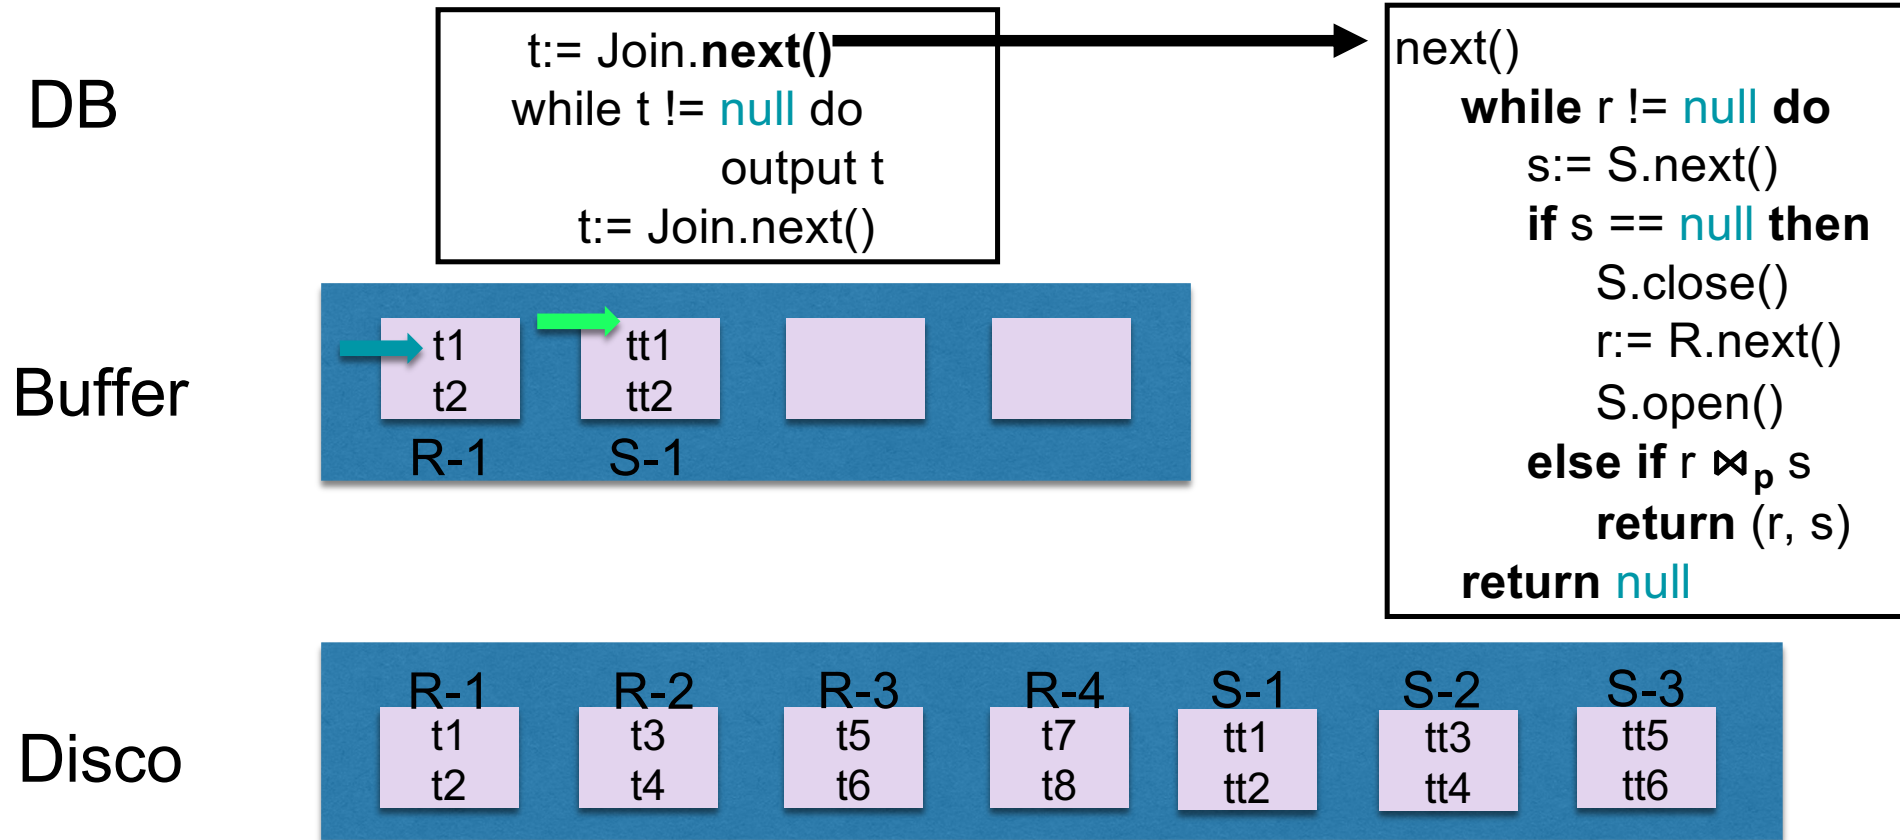 DB
t:= Join.next()
while t != null do
output t
t:= Join.next()
next()
while r != null do
s:= S.next()
if s == null then
S.close()
r:= R.next()
S.open()
else if r ⋈p s
return (r, s)
return null
Buffer
t1
t2
R-1
tt1
tt2
S-1
Disco
R-1
t1
t2
R-2
t3
t4
R-3
t5
t6
R-4
t7
t8
S-1
tt1
tt2
S-2
tt3
tt4
S-3
tt5
tt6